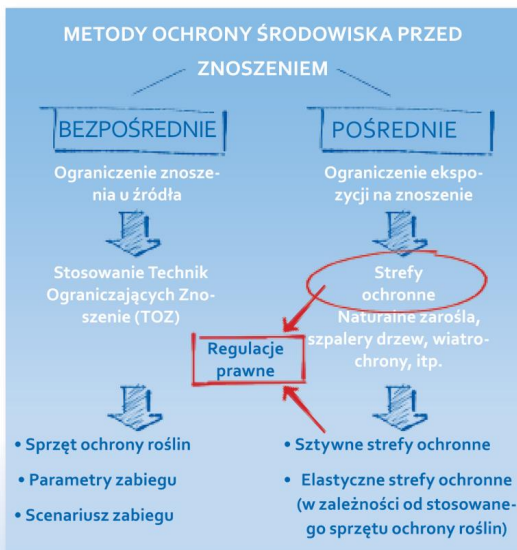 METODY OCHRONY ŚRODOWISKA PRZED
ZNOSZENIEM
BEZPOŚREDNIE
Ograniczenie znosze-
nia u źródła
Stosowanie Technik
Ograniczających Zno-
szenie (TOZ)
• Sprzęt ochrony roślin
• Parametry zabiegu
• Scenariusz zabiegu
POŚREDNIE
Ograniczenie ekspo-
zycji na znoszenie
Strefy
ochronne
Naturalne zarośla,
szpalery drzew, wiatro-
chrony, itp.
Regulacje
prawne
• Sztywne strefy ochronne
• Elastyczne strefy ochronne
(w zależności od stosowane-
go sprzętu ochrony roślin)